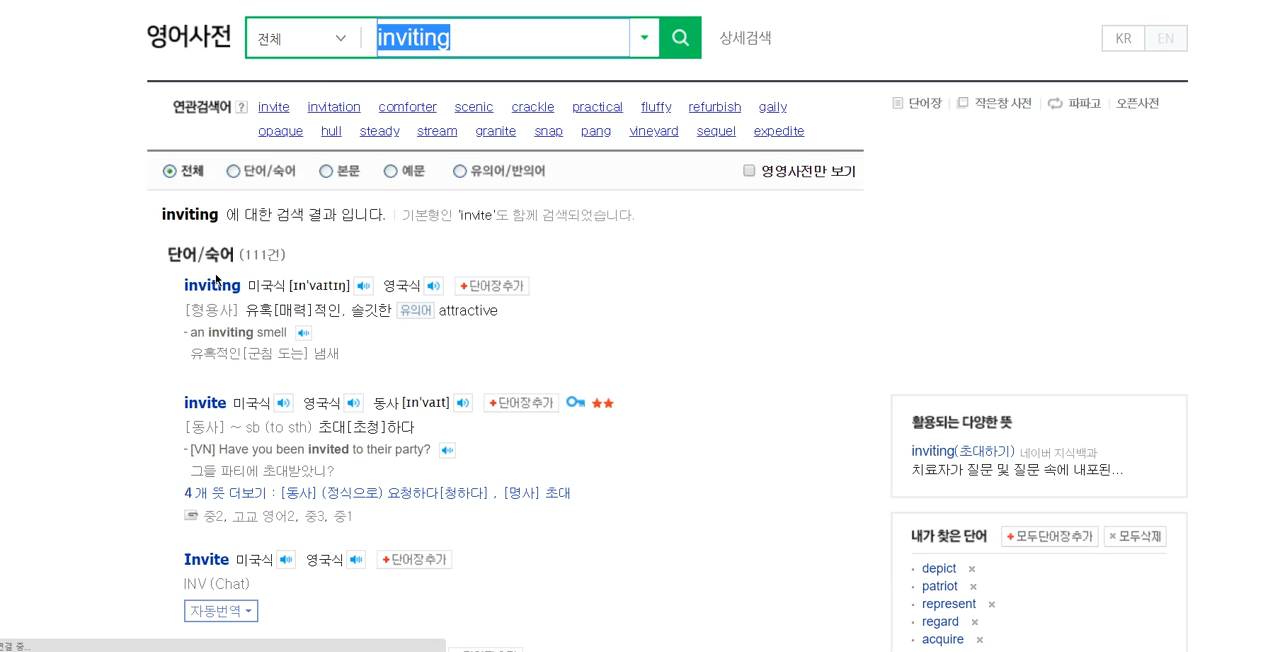 영어사전 전체 inviting 상세검색 KR EN
연관검색어 ? invite invitation comforter scenic crackle practical fluffy refurbish gaily
opaque hull steady stream granite snap pang vineyard sequel expedite
단어장 작은창 사전 파파고 오픈사전
전체 단어/숙어 본문 예문 유의어/반의어 영영사전만 보기
inviting 에 대한 검색 결과 입니다. 기본형인 'invite'도 함께 검색되었습니다.
단어/숙어 (111건)
inviting 미국식 [ɪn'vaɪtɪŋ] 영국식 +단어장추가
[형용사] 유혹[매력]적인, 솔깃한 유의어 attractive
- an inviting smell
유혹적인[군침 도는] 냄새
invite 미국식 영국식 동사 [ɪn'vaɪt] +단어장추가 ★★
[동사] ~ sb (to sth) 초대[초청]하다
- [VN] Have you been invited to their party?
그들 파티에 초대받았니?
4개 뜻 더보기 : [동사] (정식으로) 요청하다[청하다] , [명사] 초대
중2, 고교 영어2, 중3, 중1
Invite 미국식 영국식 +단어장추가
INV (Chat)
자동번역
활용되는 다양한 뜻
inviting(초대하기) 네이버 지식백과
치료자가 질문 및 질문 속에 내포된...
내가 찾은 단어 +모두단어장추가 ×모두삭제
· depict ×
· patriot ×
· represent ×
· regard ×
· acquire ×